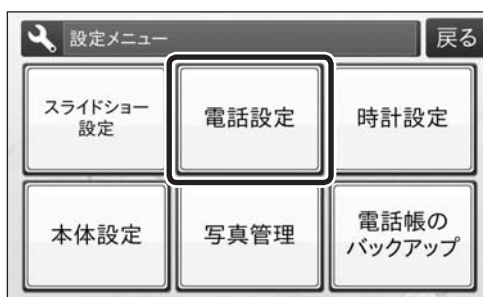 設定メニュー
戻る
スライドショー
設定
電話設定
時計設定
本体設定
写真管理
電話帳の
バックアップ